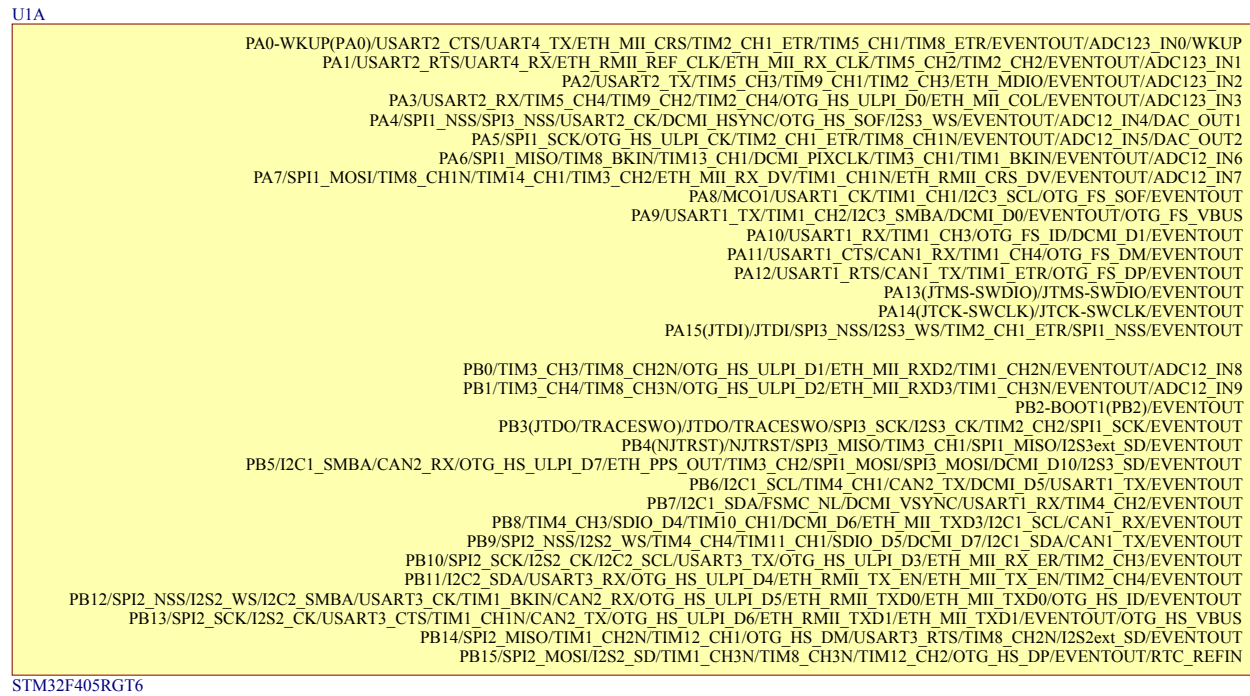 U1A
PA0-WKUP(PA0)/USART2_CTS/UART4_TX/ETH_MII_CRS/TIM2_CH1_ETR/TIM5_CH1/TIM8_ETR/EVENTOUT/ADC123_IN0/WKUP
PA1/USART2_RTS/UART4_RX/ETH_RMII_REF_CLK/ETH_MII_RX_CLK/TIM5_CH2/TIM2_CH2/EVENTOUT/ADC123_IN1
PA2/USART2_TX/TIM5_CH3/TIM9_CH1/TIM2_CH3/ETH_MDIO/EVENTOUT/ADC123_IN2
PA3/USART2_RX/TIM5_CH4/TIM9_CH2/TIM2_CH4/OTG_HS_ULPI_D0/ETH_MII_COL/EVENTOUT/ADC123_IN3
PA4/SPI1_NSS/SPI3_NSS/USART2_CK/DCMI_HSYNC/OTG_HS_SOF/I2S3_WS/EVENTOUT/ADC12_IN4/DAC_OUT1
PA5/SPI1_SCK/OTG_HS_ULPI_CK/TIM2_CH1_ETR/TIM8_CH1N/EVENTOUT/ADC12_IN5/DAC_OUT2
PA6/SPI1_MISO/TIM8_BKIN/TIM13_CH1/DCMI_PIXCLK/TIM3_CH1/TIM1_BKIN/EVENTOUT/ADC12_IN6
PA7/SPI1_MOSI/TIM8_CH1N/TIM14_CH1/TIM3_CH2/ETH_MII_RX_DV/TIM1_CH1N/ETH_RMII_CRS_DV/EVENTOUT/ADC12_IN7
PA8/MCO1/USART1_CK/TIM1_CH1/I2C3_SCL/OTG_FS_SOF/EVENTOUT
PA9/USART1_TX/TIM1_CH2/I2C3_SMBA/DCMI_D0/EVENTOUT/OTG_FS_VBUS
PA10/USART1_RX/TIM1_CH3/OTG_FS_ID/DCMI_D1/EVENTOUT
PA11/USART1_CTS/CAN1_RX/TIM1_CH4/OTG_FS_DM/EVENTOUT
PA12/USART1_RTS/CAN1_TX/TIM1_ETR/OTG_FS_DP/EVENTOUT
PA13(JTMS-SWDIO)/JTMS-SWDIO/EVENTOUT
PA14(JTCK-SWCLK)/JTCK-SWCLK/EVENTOUT
PA15(JTDI)/JTDI/SPI3_NSS/I2S3_WS/TIM2_CH1_ETR/SPI1_NSS/EVENTOUT
PB0/TIM3_CH3/TIM8_CH2N/OTG_HS_ULPI_D1/ETH_MII_RXD2/TIM1_CH2N/EVENTOUT/ADC12_IN8
PB1/TIM3_CH4/TIM8_CH3N/OTG_HS_ULPI_D2/ETH_MII_RXD3/TIM1_CH3N/EVENTOUT/ADC12_IN9
PB2-BOOT1(PB2)/EVENTOUT
PB3(JTDO/TRACESWO)/JTDO/TRACESWO/SPI3_SCK/I2S3_CK/TIM2_CH2/SPI1_SCK/EVENTOUT
PB4(NJTRST)/NJTRST/SPI3_MISO/TIM3_CH1/SPI1_MISO/I2S3ext_SD/EVENTOUT
PB5/I2C1_SMBA/CAN2_RX/OTG_HS_ULPI_D7/ETH_PPS_OUT/TIM3_CH2/SPI1_MOSI/SPI3_MOSI/DCMI_D10/I2S3_SD/EVENTOUT
PB6/I2C1_SCL/TIM4_CH1/CAN2_TX/DCMI_D5/USART1_TX/EVENTOUT
PB7/I2C1_SDA/FSMC_NL/DCMI_VSYNC/USART1_RX/TIM4_CH2/EVENTOUT
PB8/TIM4_CH3/SDIO_D4/TIM10_CH1/DCMI_D6/ETH_MII_TXD3/I2C1_SCL/CAN1_RX/EVENTOUT
PB9/SPI2_NSS/I2S2_WS/TIM4_CH4/TIM11_CH1/SDIO_D5/DCMI_D7/I2C1_SDA/CAN1_TX/EVENTOUT
PB10/SPI2_SCK/I2S2_CK/I2C2_SCL/USART3_TX/OTG_HS_ULPI_D3/ETH_MII_RX_ER/TIM2_CH3/EVENTOUT
PB11/I2C2_SDA/USART3_RX/OTG_HS_ULPI_D4/ETH_RMII_TX_EN/ETH_MII_TX_EN/TIM2_CH4/EVENTOUT
PB12/SPI2_NSS/I2S2_WS/I2C2_SMBA/USART3_CK/TIM1_BKIN/CAN2_RX/OTG_HS_ULPI_D5/ETH_RMII_TXD0/ETH_MII_TXD0/OTG_HS_ID/EVENTOUT
PB13/SPI2_SCK/I2S2_CK/USART3_CTS/TIM1_CH1N/CAN2_TX/OTG_HS_ULPI_D6/ETH_RMII_TXD1/ETH_MII_TXD1/EVENTOUT/OTG_HS_VBUS
PB14/SPI2_MISO/TIM1_CH2N/TIM12_CH1/OTG_HS_DM/USART3_RTS/TIM8_CH2N/I2S2ext_SD/EVENTOUT
PB15/SPI2_MOSI/I2S2_SD/TIM1_CH3N/TIM8_CH3N/TIM12_CH2/OTG_HS_DP/EVENTOUT/RTC_REFIN
STM32F405RGT6